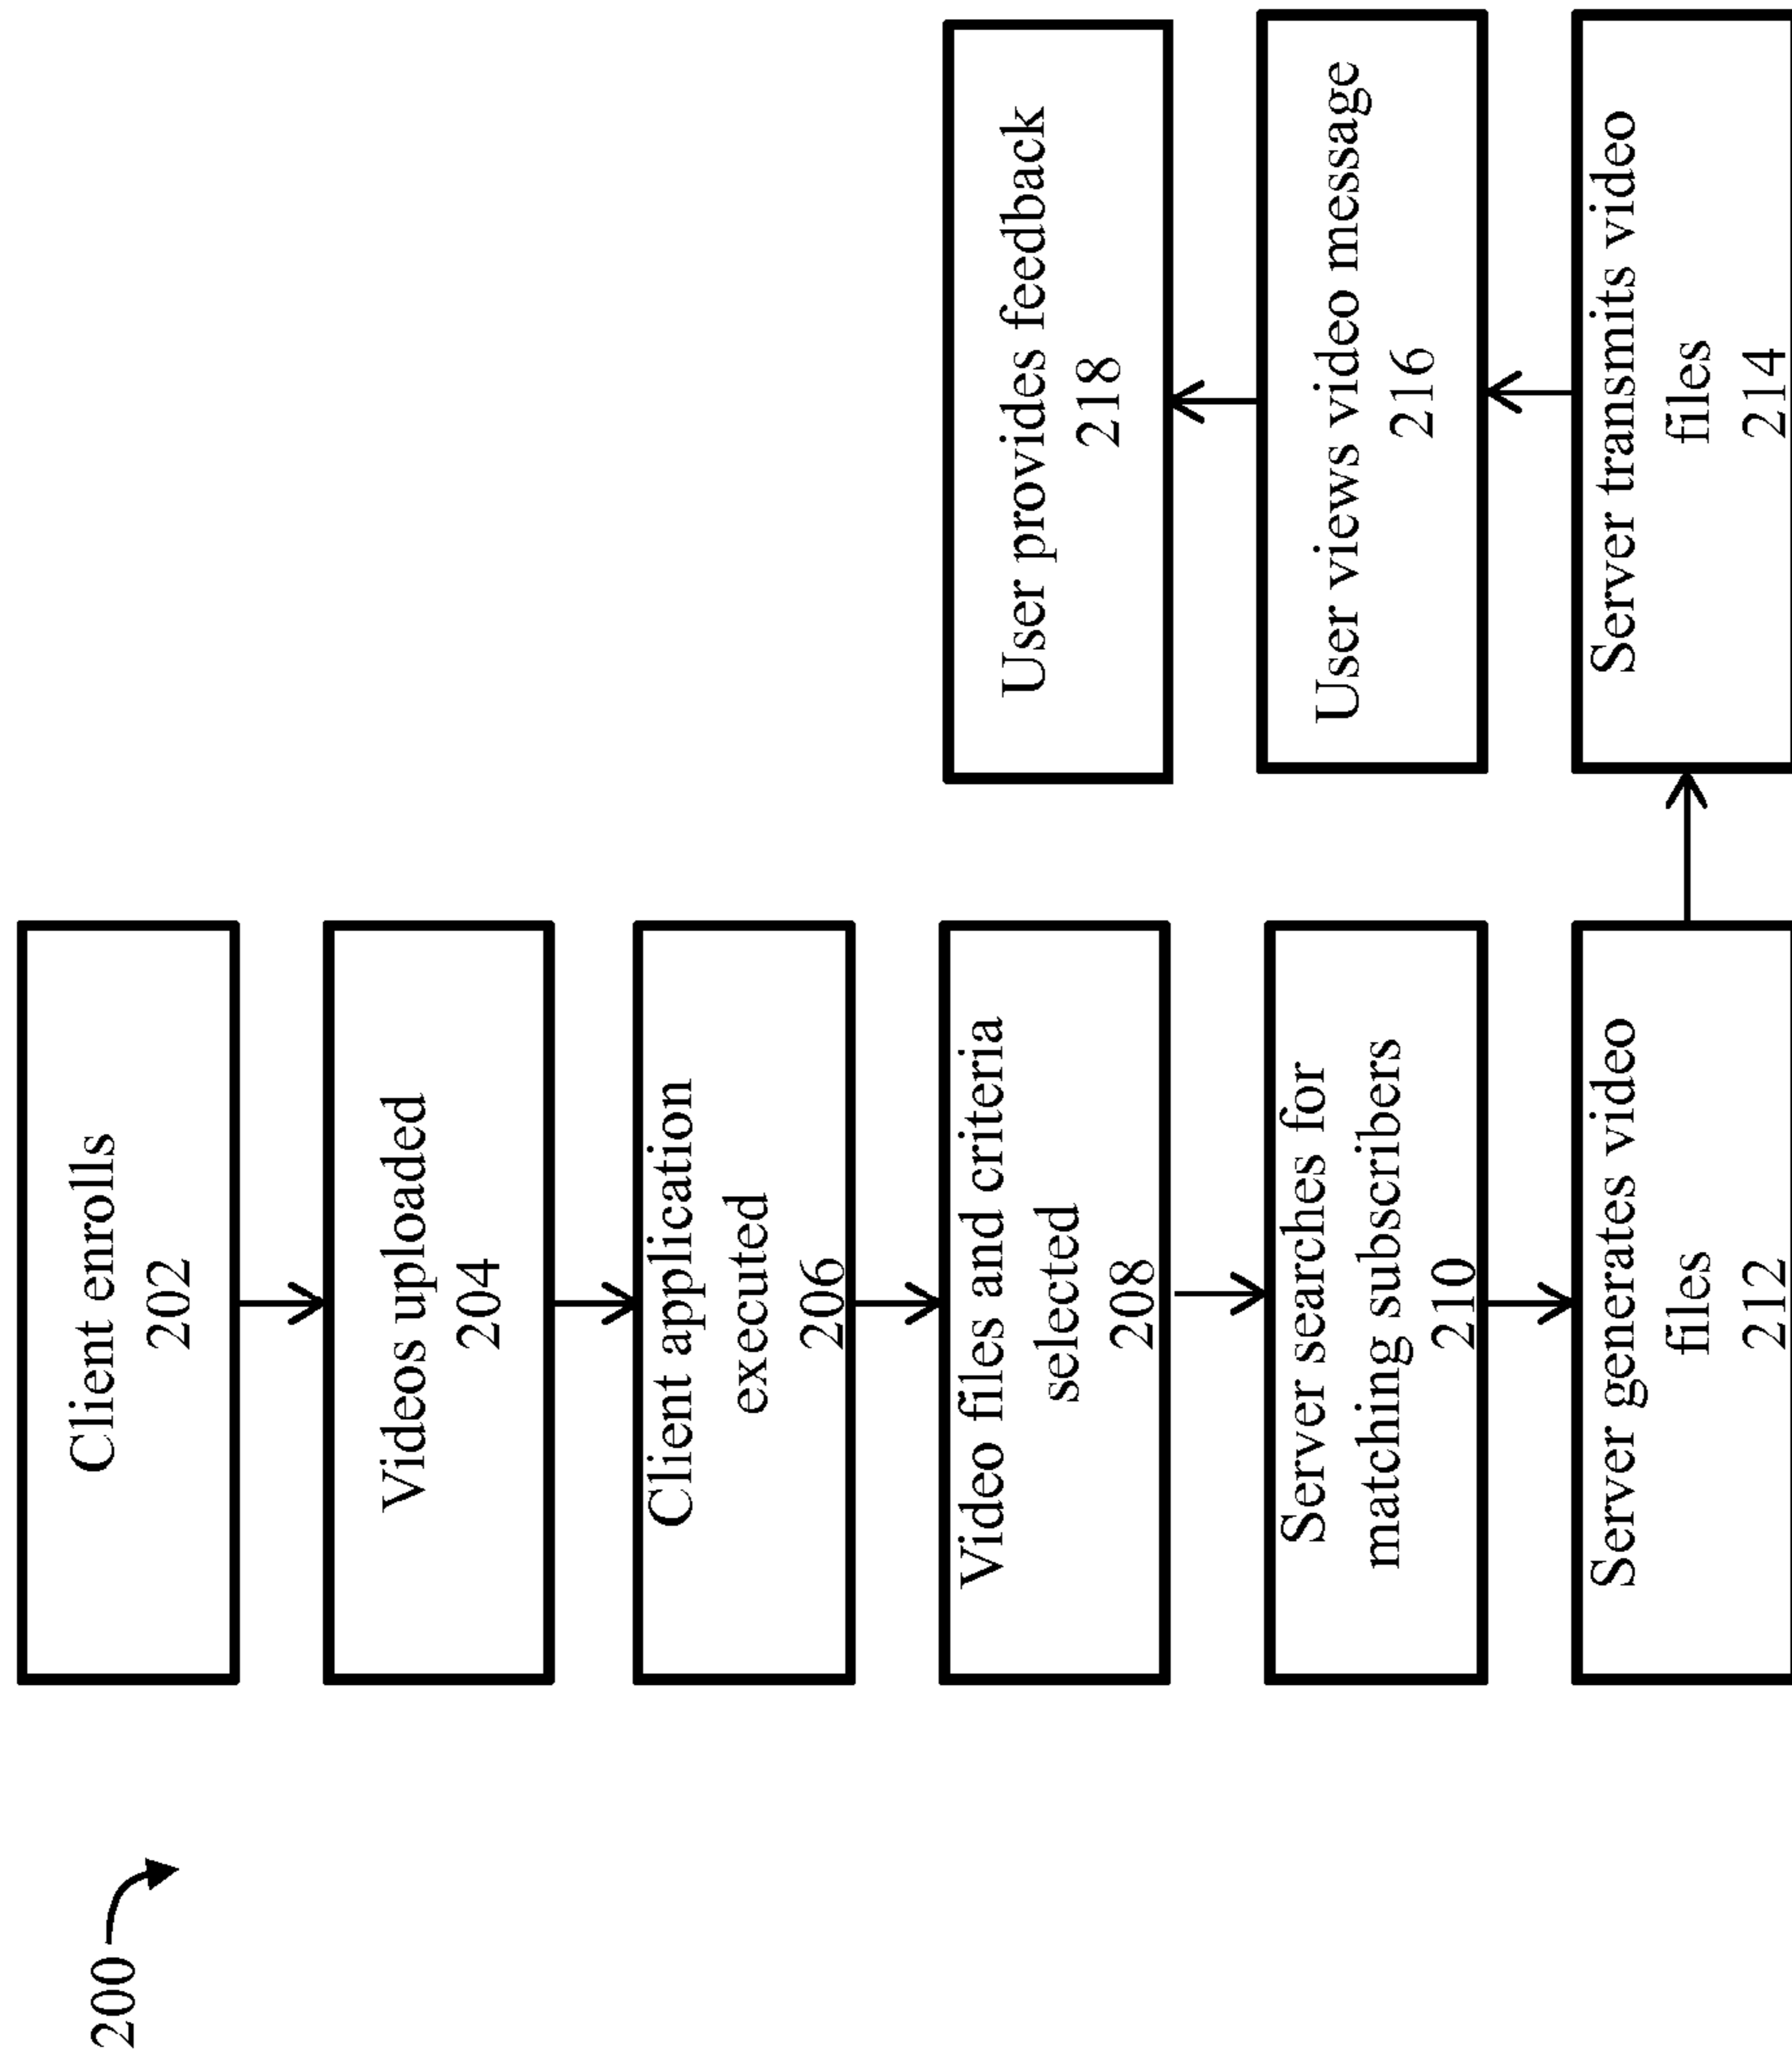 200
Client enrolls
202
Videos uploaded
204
Client application
executed
206
Video files and criteria
selected
208
Server searches for
matching subscribers
210
Server generates video
files
212
Server transmits video
files
214
User views video message
216
User provides feedback
218